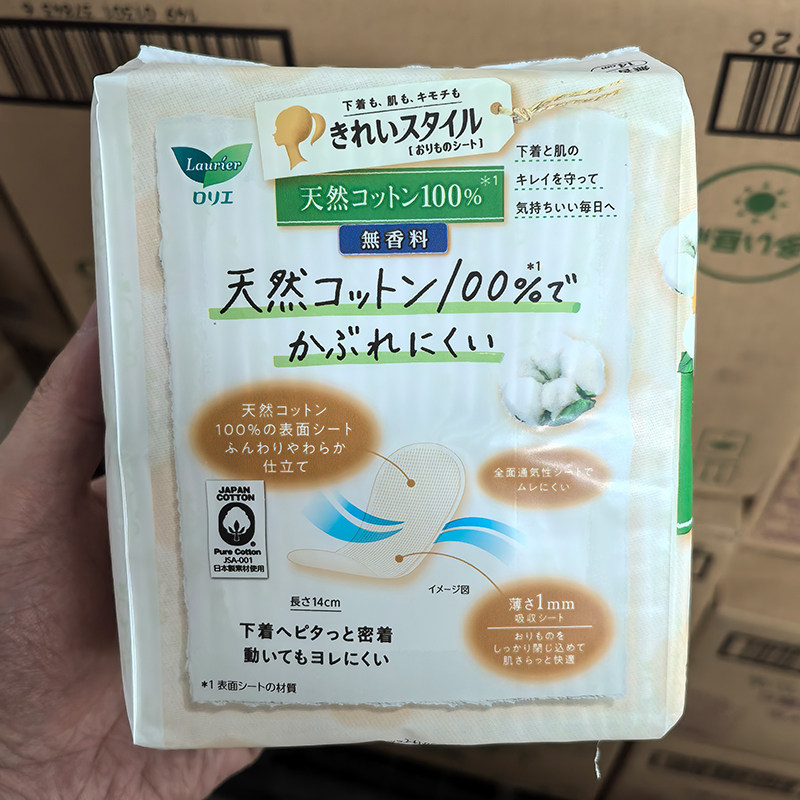 下着も、肌も、キモチも
きれいスタイル
[おりものシート]
Laurier
ロリエ
天然コットン100%*1
無香料
下着と肌の
キレイを守って
気持ちいい毎日へ
天然コットン100%*1で
かぶれにくい
天然コットン
100%の表面シート
ふんわりやわらか
仕立て
全面通気性シートで
ムレにくい
JAPAN
COTTON
Pure Cotton
JSA-001
日本製素材使用
イメージ図
長さ14cm
薄さ1mm
吸収シート
おりものを
しっかり閉じ込めて
肌さらっと快適
下着へピタっと密着
動いてもヨレにくい
*1 表面シートの材質
14cm